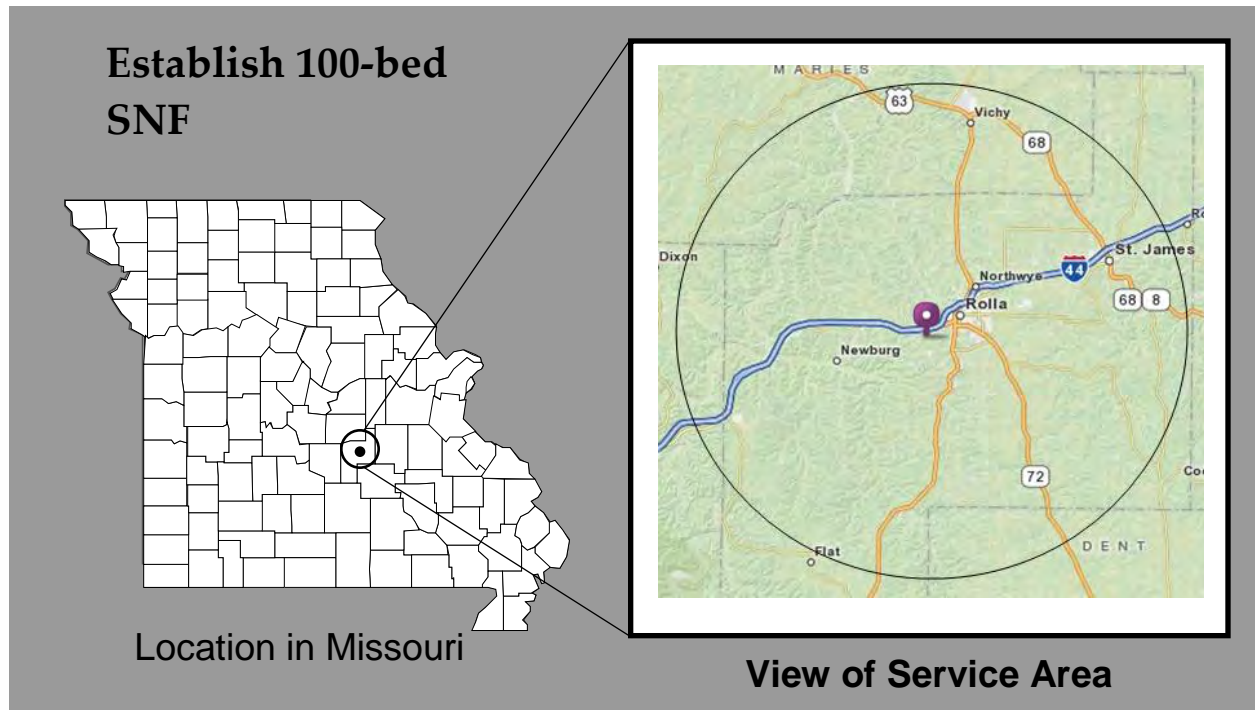 Establish 100-bed
SNF
Location in Missouri
MARIES
63
Vichy
68
Dixon
St. James
44
Northwye
68 8
Rolla
Newburg
72
Flat
DENT
View of Service Area